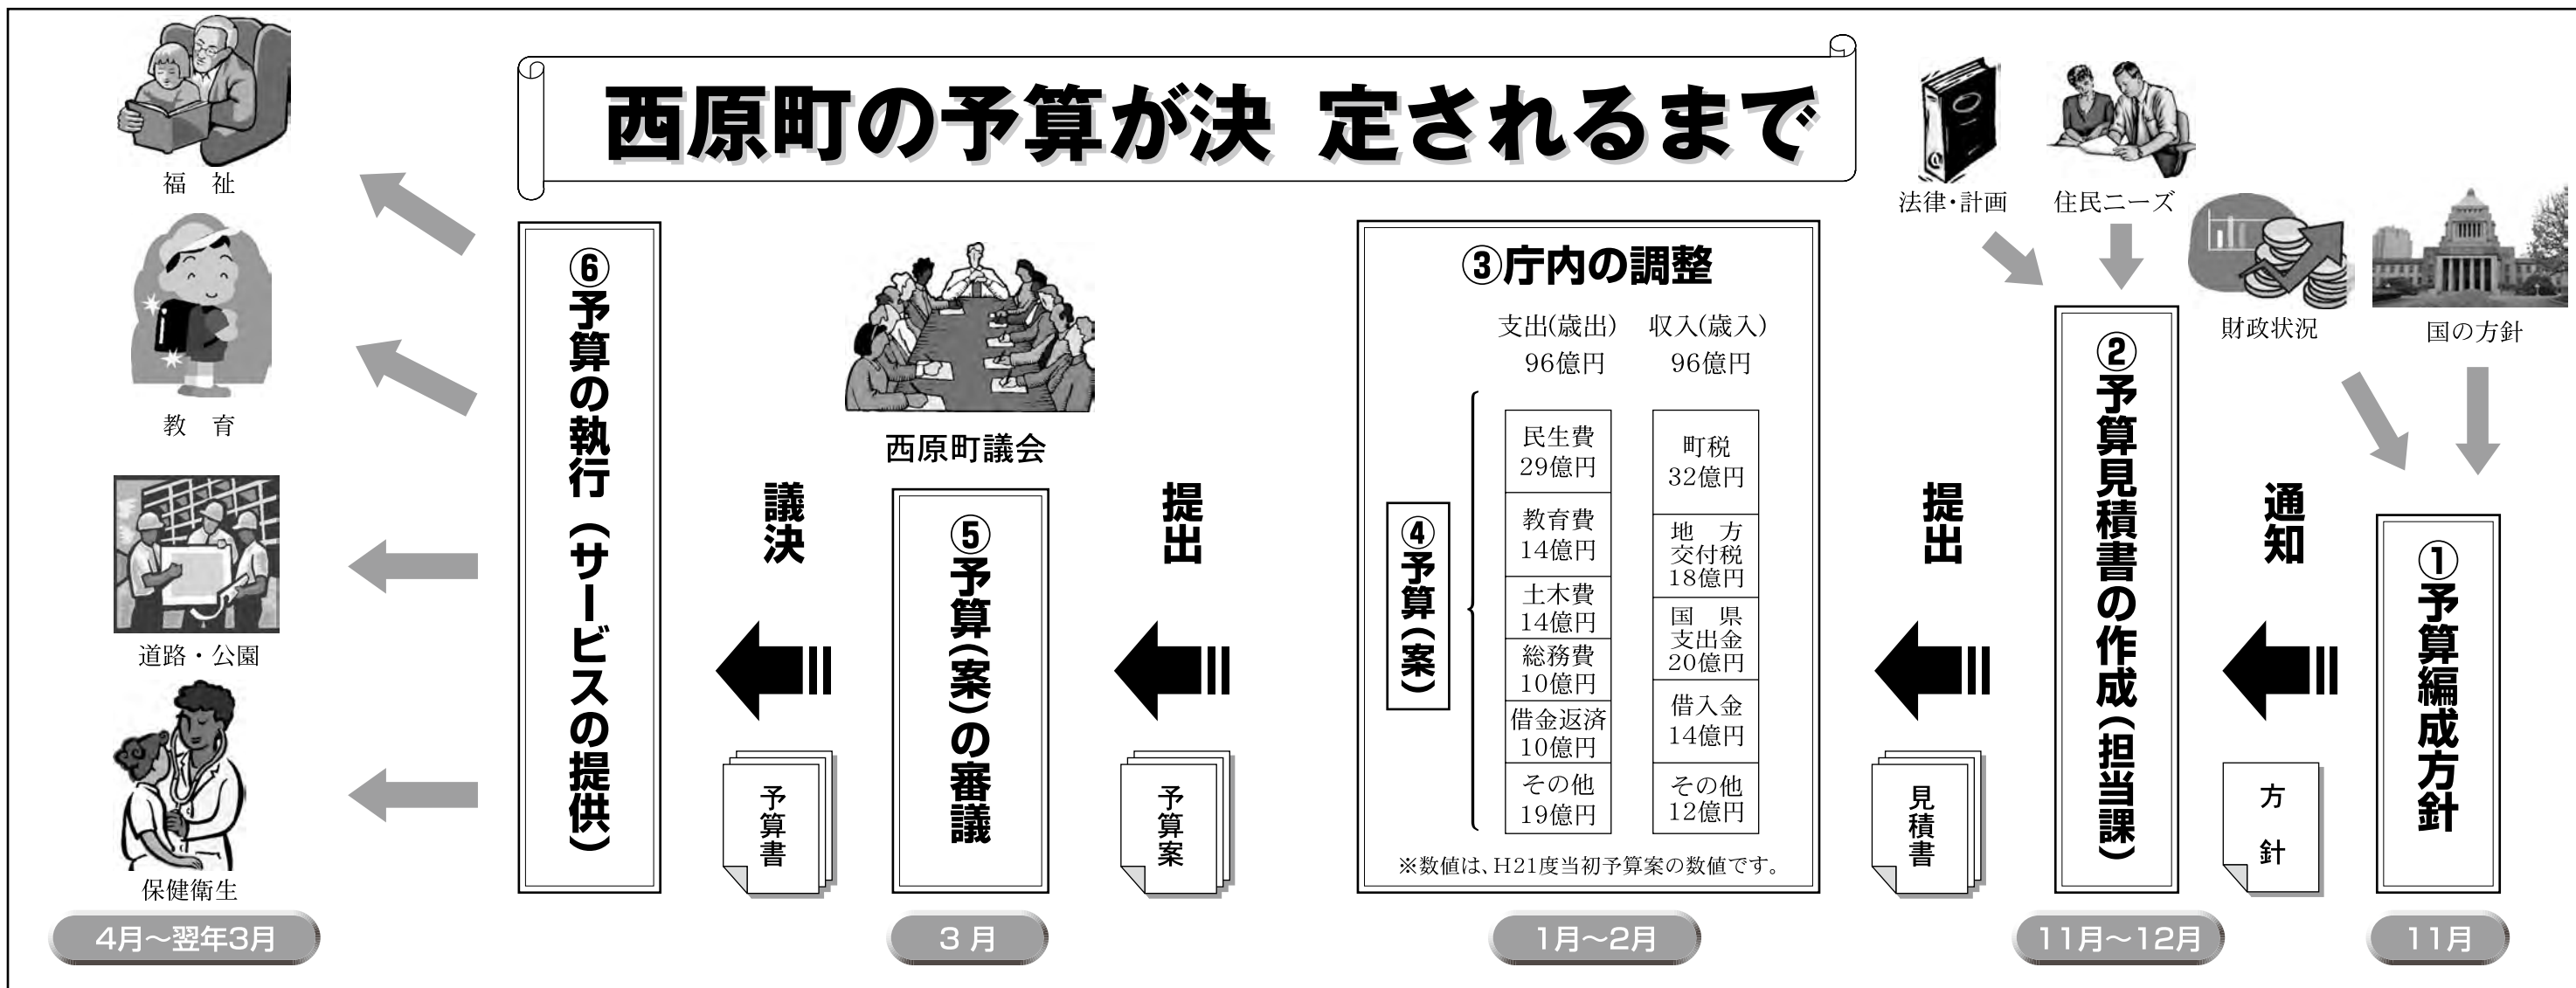 西原町の予算が決 定されるまで
法律・計画
住民ニーズ
財政状況
国の方針
①予算編成方針
11月
通知
方 針
②予算見積書の作成(担当課)
11月～12月
提出
見積書
③庁内の調整
支出(歳出)
96億円
収入(歳入)
96億円
④予算(案)
民生費
29億円
教育費
14億円
土木費
14億円
総務費
10億円
借金返済
10億円
その他
19億円
町税
32億円
地 方
交付税
18億円
国 県
支出金
20億円
借入金
14億円
その他
12億円
※数値は、H21度当初予算案の数値です。
1月～2月
提出
予算案
西原町議会
⑤予算(案)の審議
3 月
議決
予算書
⑥予算の執行(サービスの提供)
福 祉
教 育
道路・公園
保健衛生
4月～翌年3月